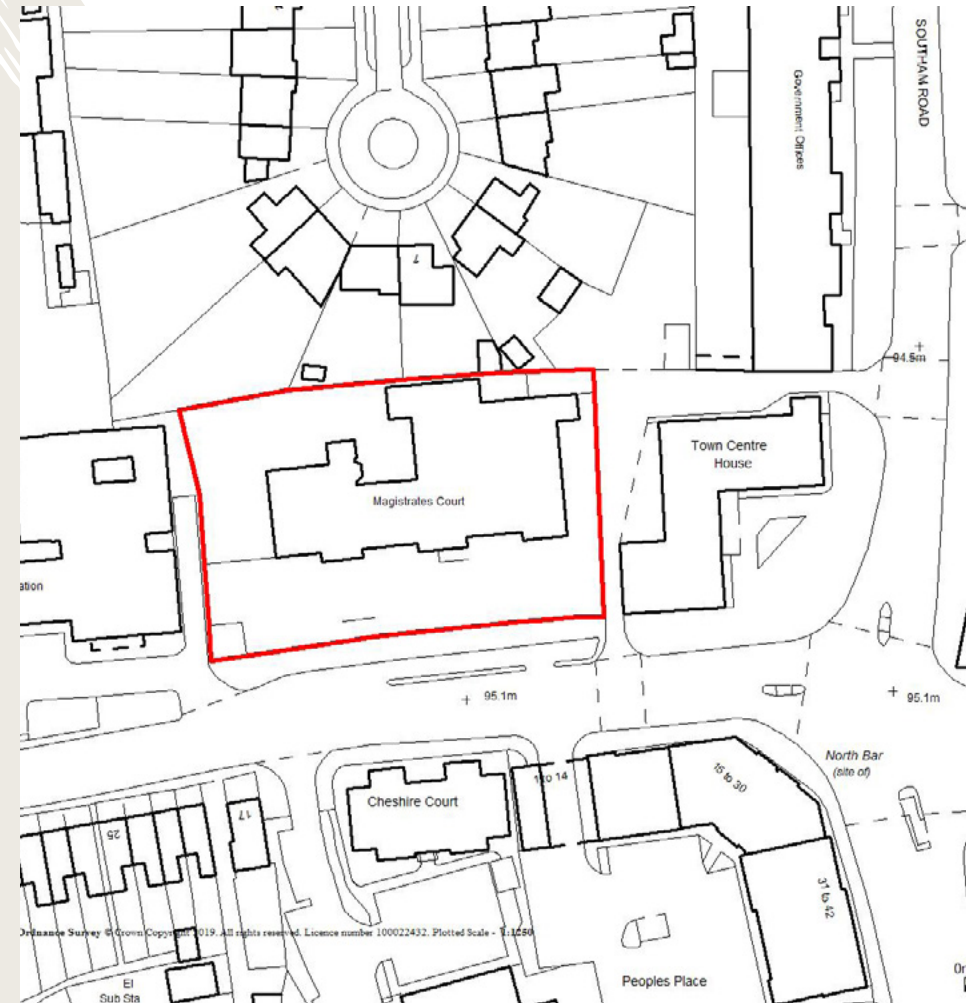 SOUTHAM ROAD
Government Offices
7
94.5m
Town Centre
House
Magistrates Court
ation
95.1m
95.1m
North Bar
(site of)
1 to 14
15 to 30
Cheshire Court
17
25
31 to 42
Ordnance Survey © Crown Copyright 2019. All rights reserved. Licence number 100022432. Plotted Scale - 1:1250
El
Sub Sta
Peoples Place